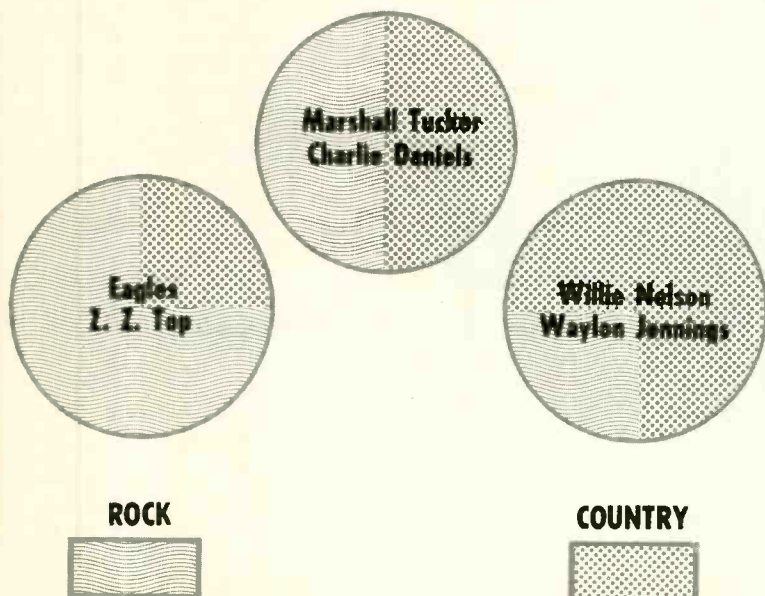 Marshall Tucker
Charlie Daniels
Eagles
Z. Z. Top
Willie Nelson
Waylon Jennings
ROCK
COUNTRY